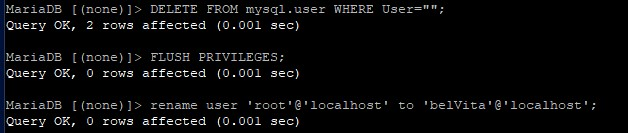 MariaDB [(none)]> DELETE FROM mysql.user WHERE User="";
Query OK, 2 rows affected (0.001 sec)
MariaDB [(none)]> FLUSH PRIVILEGES;
Query OK, 0 rows affected (0.001 sec)
MariaDB [(none)]> rename user 'root'@'localhost' to 'belVita'@'localhost';
Query OK, 0 rows affected (0.001 sec)